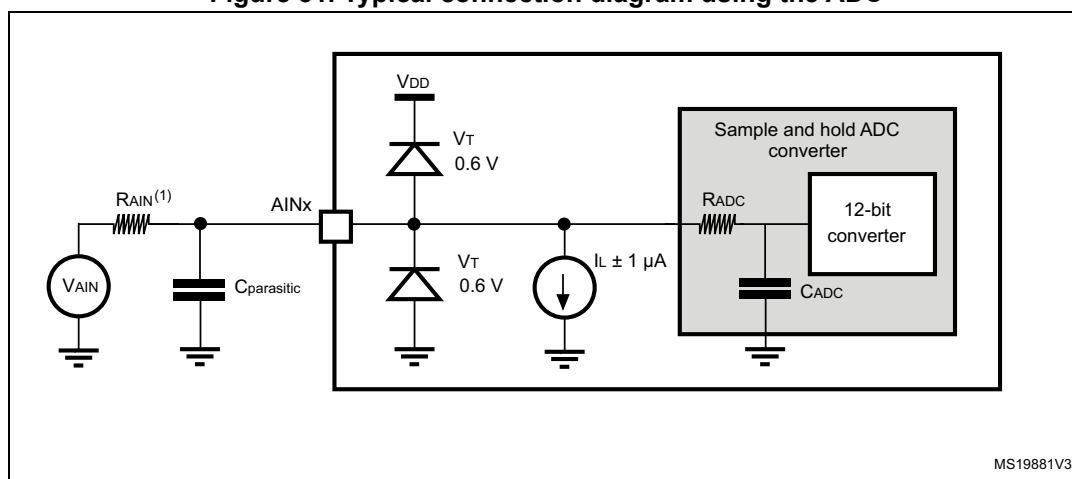 Figure Typical connection diagram using the ADC
VDD
VT
0.6 V
Sample and hold ADC
converter
RAIN(1)
AINx
RADC
12-bit
converter
VAIN
Cparasitic
VT
0.6 V
IL ± 1 µA
CADC
MS19881V3